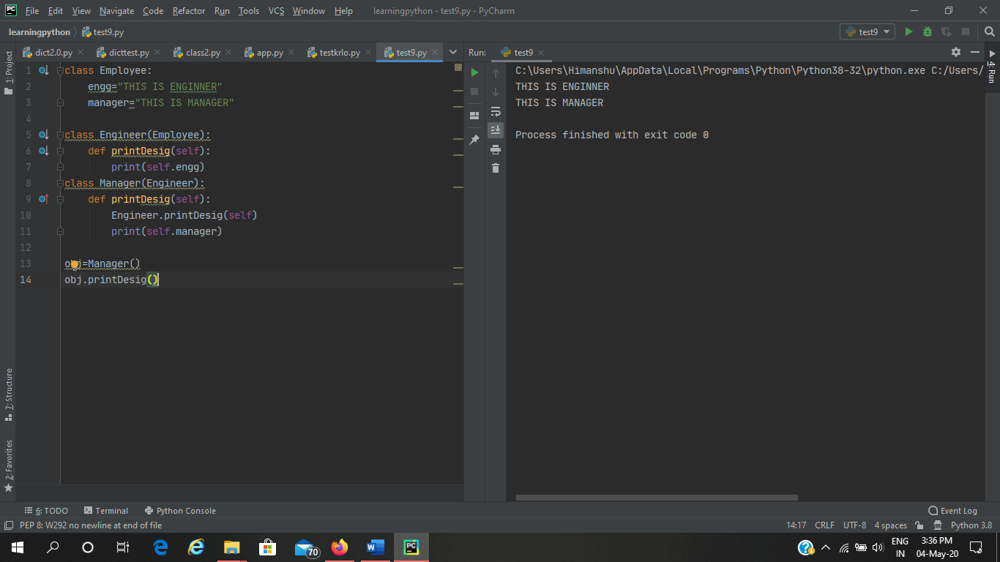 PC File Edit View Navigate Code Refactor Run Tools VCS Window Help learningpython - test9.py - PyCharm
learningpython test9.py test9
dict2.0.py dicttest.py class2.py app.py testkrlo.py test9.py Run: test9
1: Project
4: Run
1 class Employee:
2 engg="THIS IS ENGINNER"
3 manager="THIS IS MANAGER"
4
5 class Engineer(Employee):
6 def printDesig(self):
7 print(self.engg)
8 class Manager(Engineer):
9 def printDesig(self):
10 Engineer.printDesig(self)
11 print(self.manager)
12
13 obj=Manager()
14 obj.printDesig()
C:\Users\Himanshu\AppData\Local\Programs\Python\Python38-32\python.exe C:/Users/
THIS IS ENGINNER
THIS IS MANAGER
Process finished with exit code 0
7: Structure
2: Favorites
6: TODO Terminal Python Console Event Log
PEP 8: W292 no newline at end of file 14:17 CRLF UTF-8 4 spaces Python 3.8
70
W
PC
ENG
IN
3:36 PM
04-May-20